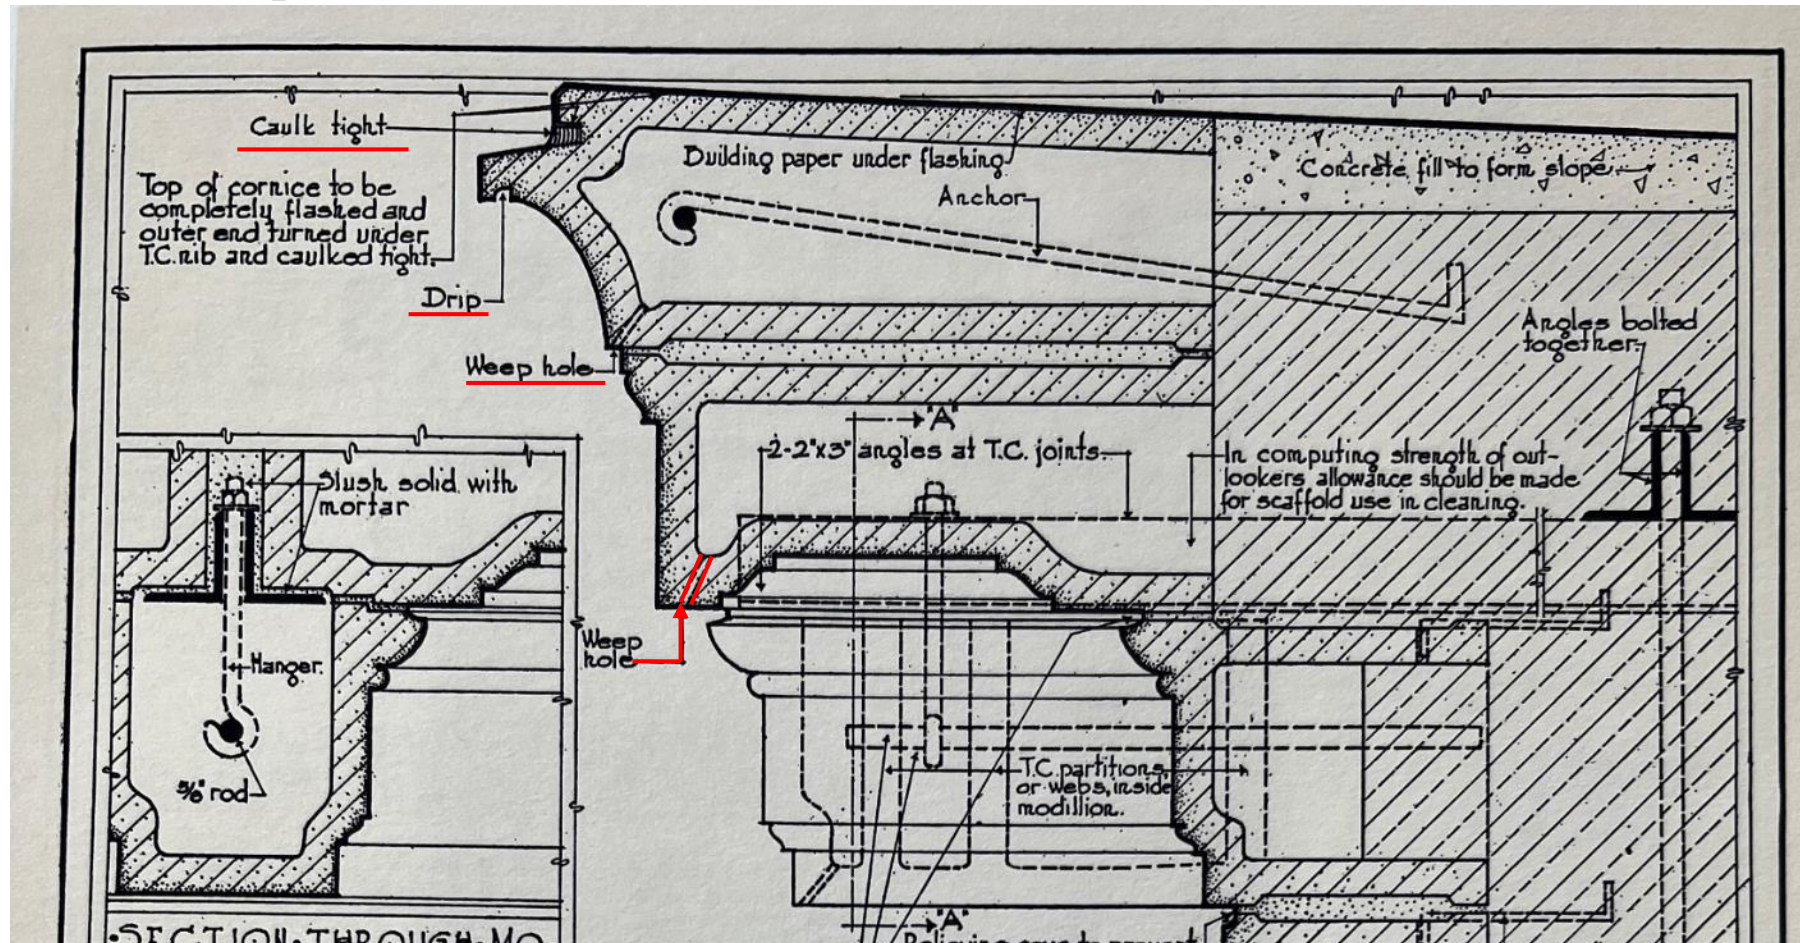 Caulk tight
Top of cornice to be
completely flashed and
outer end turned under
T.C. rib and caulked tight.
Drip
Weep hole
Building paper under flashing
Anchor
Concrete fill to form slope
Angles bolted
together
"A"
2-2"x3" angles at T.C. joints
In computing strength of out-
lookers allowance should be made
for scaffold use in cleaning.
Slush solid with
mortar
Hanger
5/8" rod
Weep
hole
T.C. partitions,
or webs, inside
modillion.
"A"
SECTION THROUGH MO
Relieving